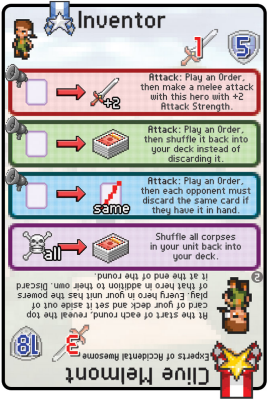 Inventor
1 5
Attack: Play an Order,
then make a melee attack
with this hero with +2
Attack Strength.
+2
Attack: Play an Order,
then shuffle it back into
your deck instead of
discarding it.
Attack: Play an Order,
then each opponent must
discard the same card if
they have it in hand.
same
Shuffle all corpses
in your unit back into
your deck.
all
Clive Melmont
Experts of Accidental Awesome
3 18
At the start of each round, reveal the top
card of your deck and set it aside out of
play. Every hero in your unit has the powers
of that hero in addition to their own. Discard
it at the end of the round.
2